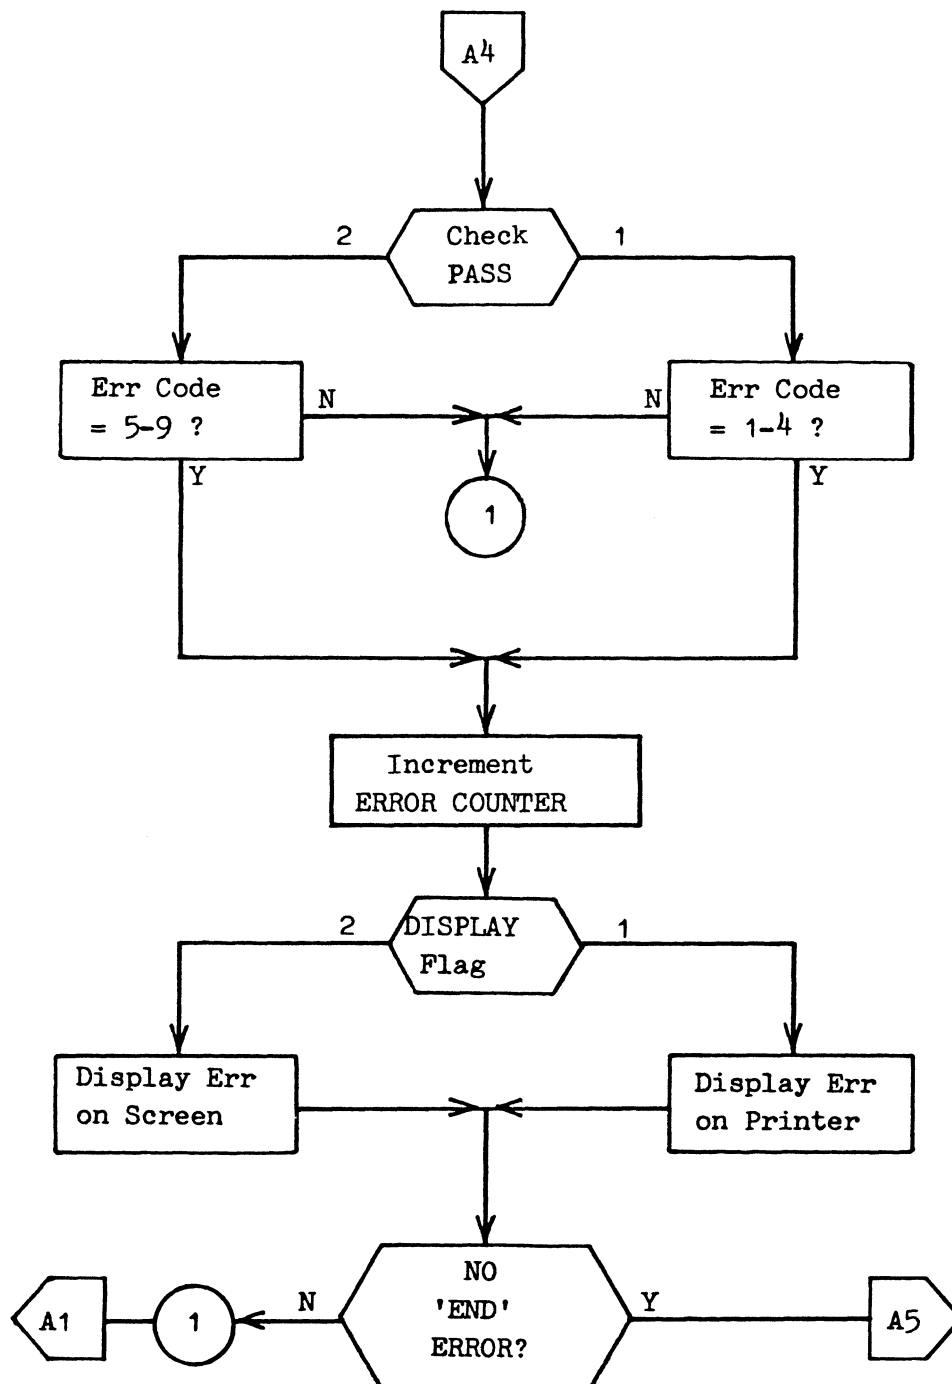 A4
2
Check
1
PASS
Err Code
= 5-9 ?
N
N
Err Code
= 1-4 ?
Y
Y
1
Increment
ERROR COUNTER
2
DISPLAY
1
Flag
Display Err
on Screen
Display Err
on Printer
NO
'END'
ERROR?
A1
1
N
Y
A5